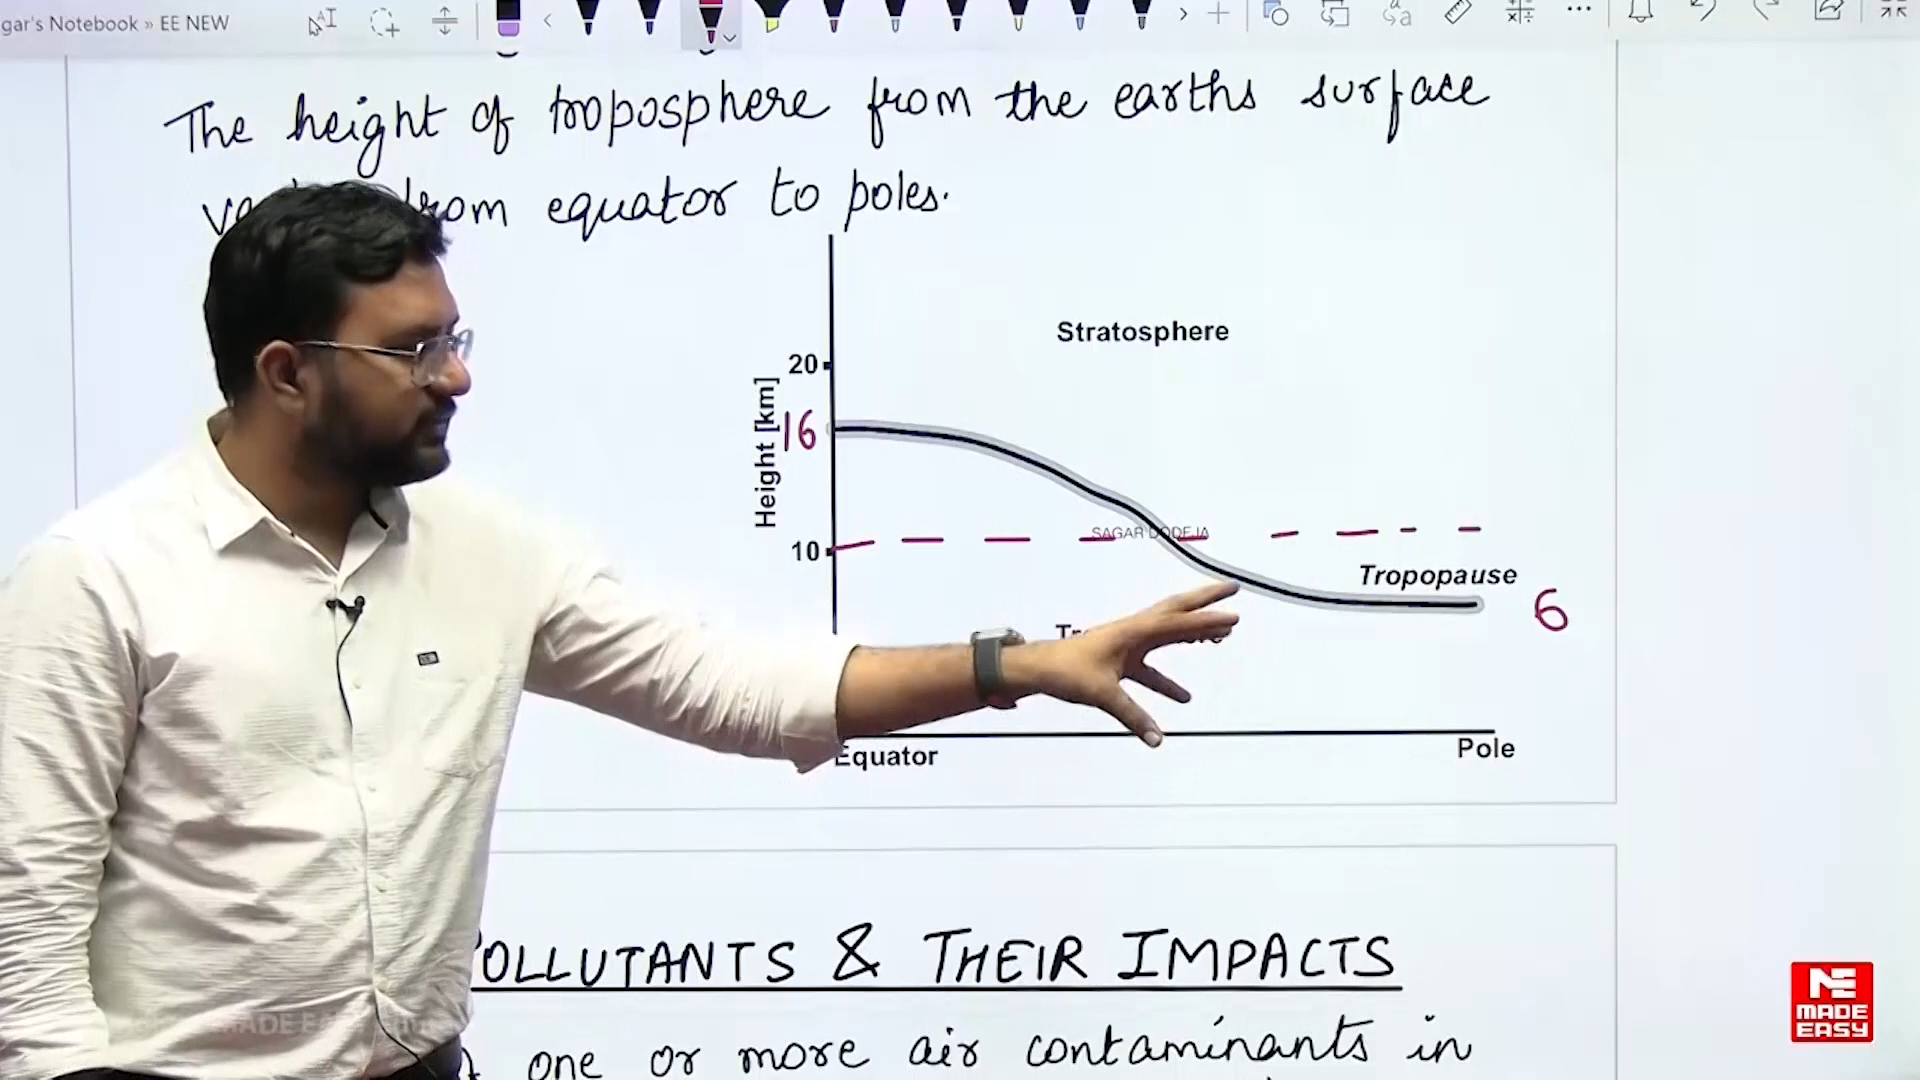 gar's Notebook » EE NEW
The height of troposphere from the earths surface
from equator to poles.
Stratosphere
20
Height [km]
16
SAGAR DODEJA
10
Tropopause
6
Equator
Pole
POLLUTANTS & THEIR IMPACTS
one or more air contaminants in
MADE
EASY